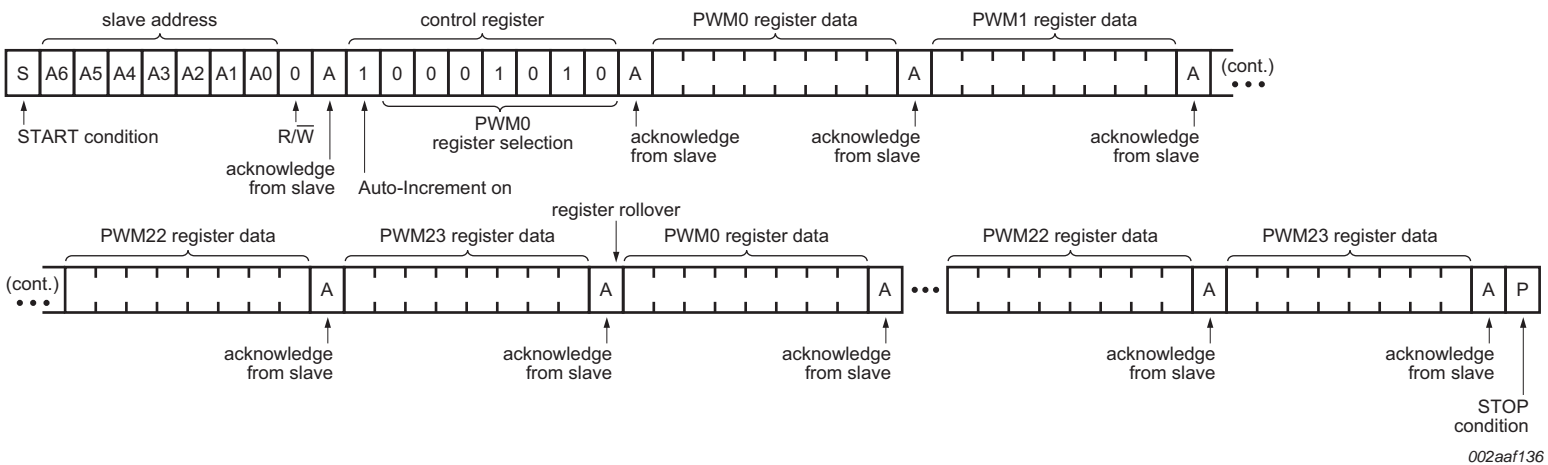 slave address
control register
PWM0 register data
PWM1 register data
S A6 A5 A4 A3 A2 A1 A0 0 A 1 0 0 0 1 0 1 0 A A A (cont.)
START condition
R/W
acknowledge
from slave
Auto-Increment on
PWM0
register selection
acknowledge
from slave
acknowledge
from slave
acknowledge
from slave
register rollover
PWM22 register data
PWM23 register data
PWM0 register data
PWM22 register data
PWM23 register data
(cont.) A A A A A P
acknowledge
from slave
acknowledge
from slave
acknowledge
from slave
acknowledge
from slave
acknowledge
from slave
STOP
condition
002aaf136